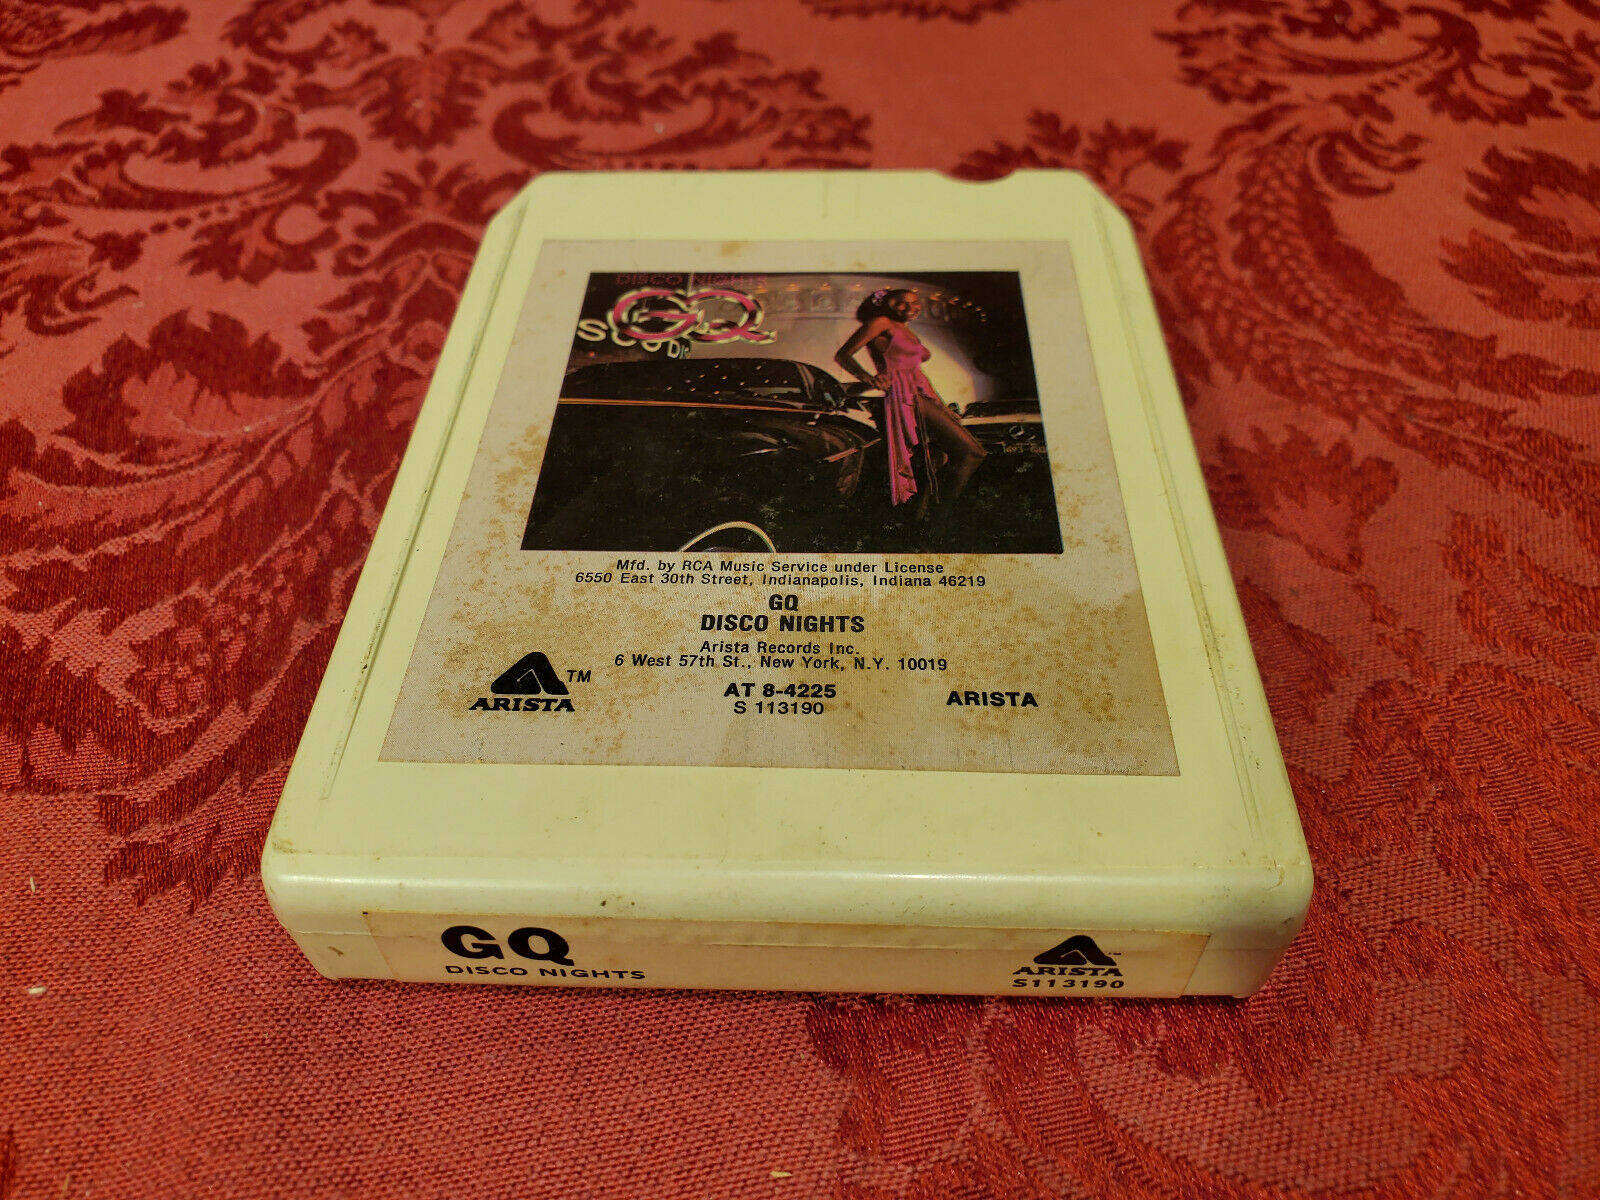 DISCO NIGHTS
GQ
Mfd. by RCA Music Service under License
6550 East 30th Street, Indianapolis, Indiana 46219
GQ
DISCO NIGHTS
Arista Records Inc.
6 West 57th St., New York, N.Y. 10019
TM
ARISTA
AT 8-4225
S 113190
ARISTA
GQ
DISCO NIGHTS
ARISTA
S113190